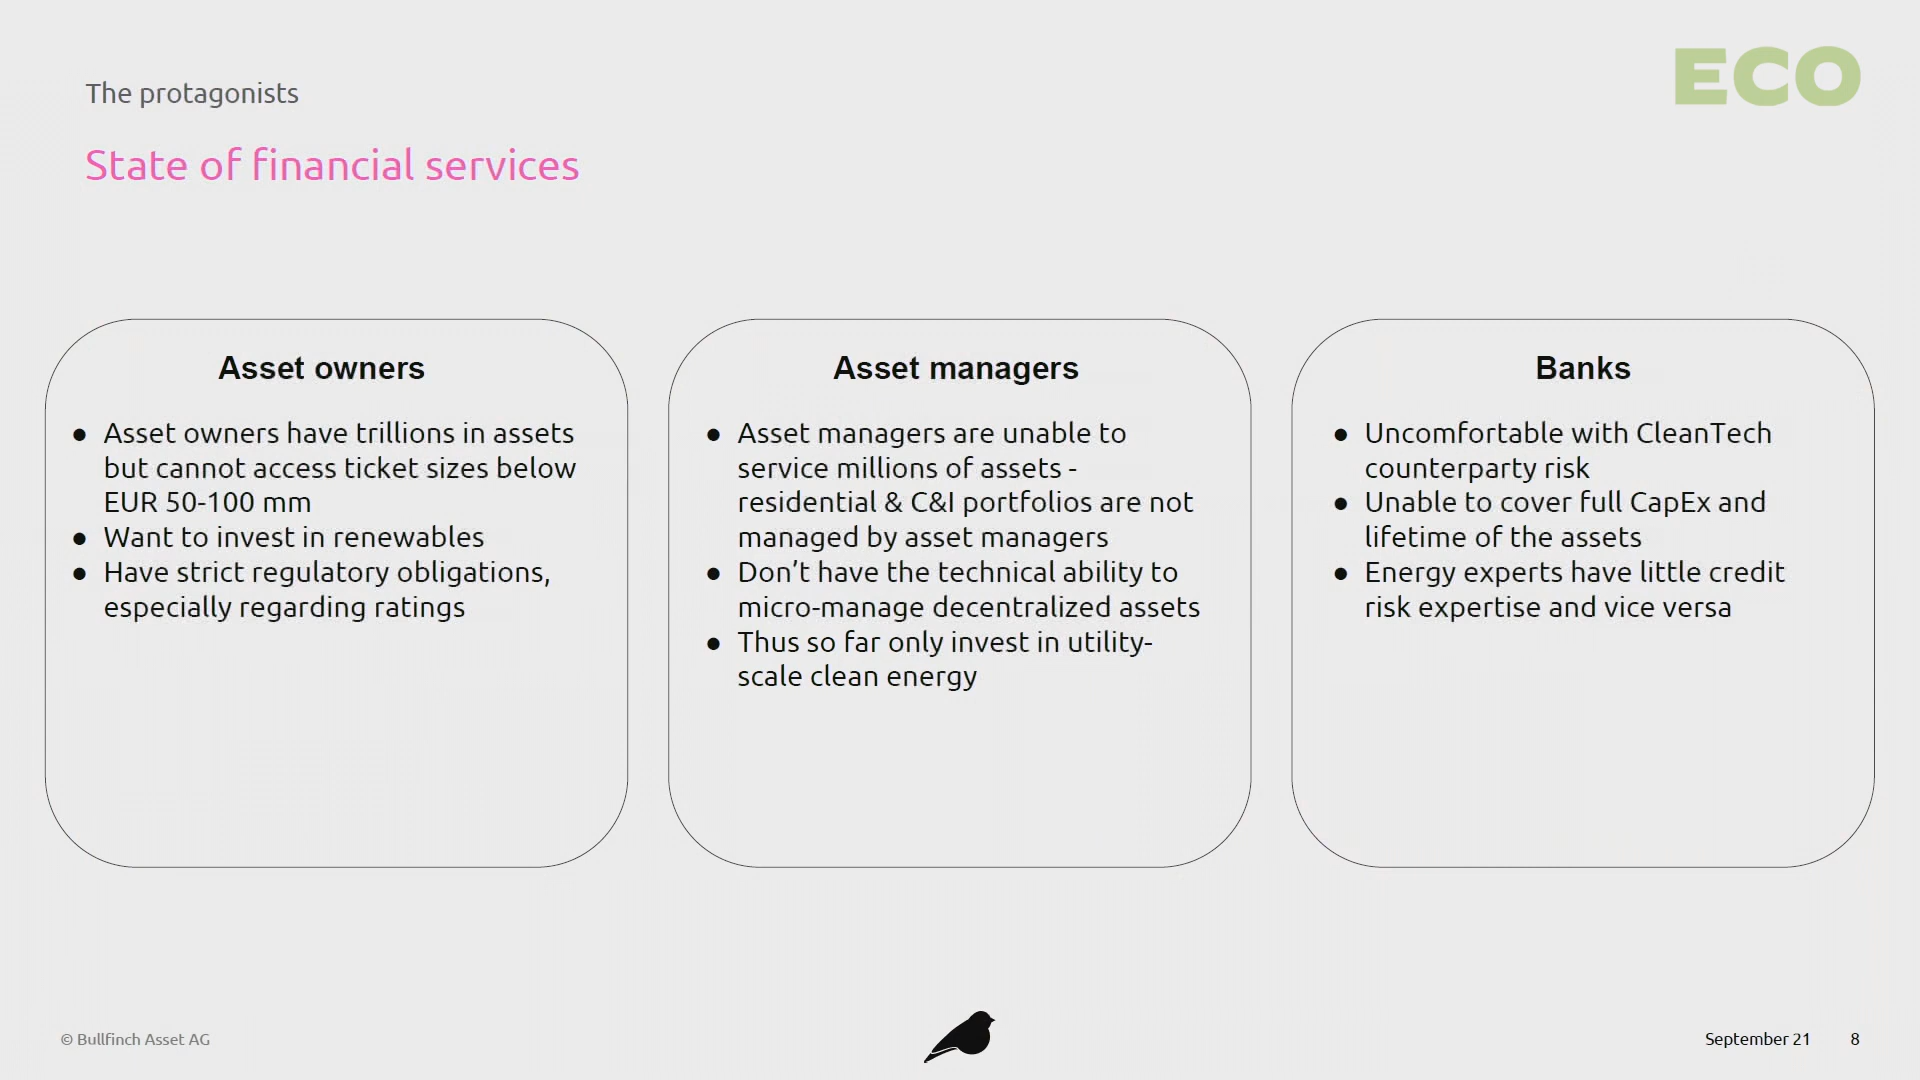 The protagonists
ECO
State of financial services
Asset owners
● Asset owners have trillions in assets
but cannot access ticket sizes below
EUR 50-100 mm
● Want to invest in renewables
● Have strict regulatory obligations,
especially regarding ratings
Asset managers
● Asset managers are unable to
service millions of assets -
residential & C&I portfolios are not
managed by asset managers
● Don’t have the technical ability to
micro-manage decentralized assets
● Thus so far only invest in utility-
scale clean energy
Banks
● Uncomfortable with CleanTech
counterparty risk
● Unable to cover full CapEx and
lifetime of the assets
● Energy experts have little credit
risk expertise and vice versa
© Bullfinch Asset AG
September 21
8